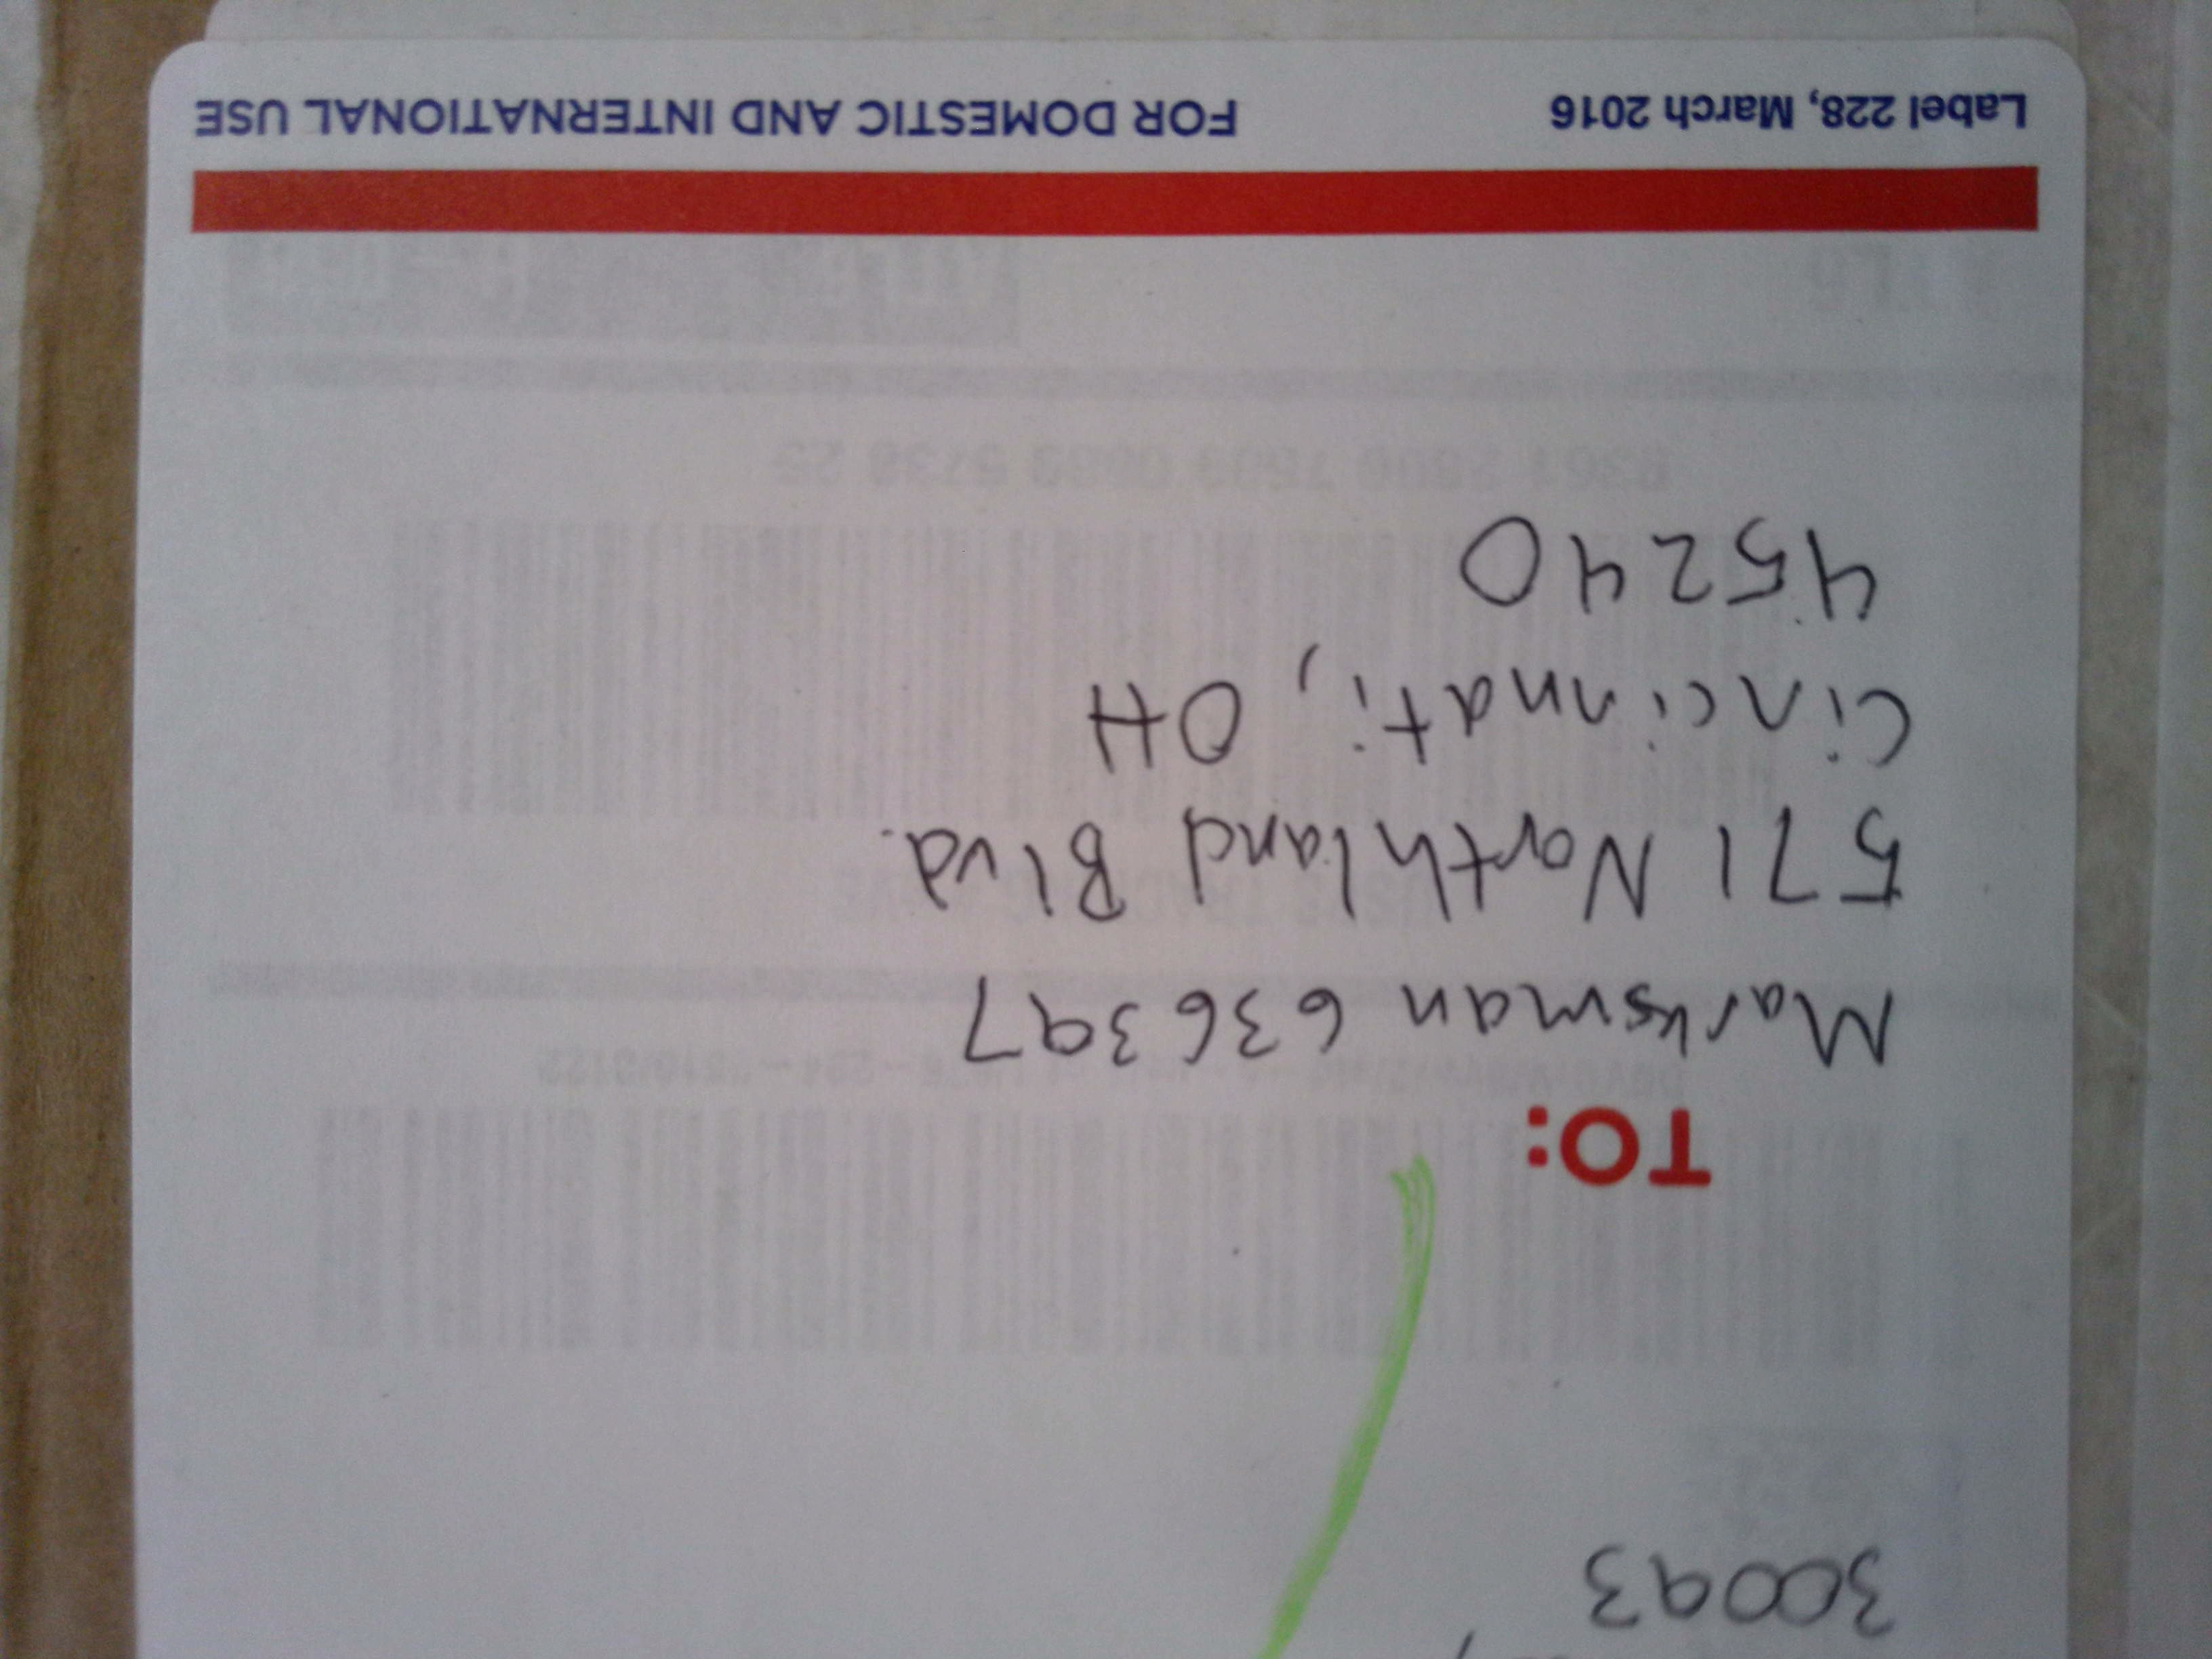 30093
TO:
Marksman 636397
571 Northland Blvd.
Cincinnati, OH
45240
Label 228, March 2016
FOR DOMESTIC AND INTERNATIONAL USE